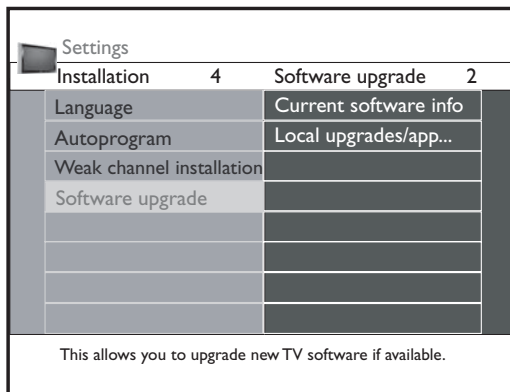 Settings
Installation 4 Software upgrade 2
Language Current software info
Autoprogram Local upgrades/app...
Weak channel installation
Software upgrade
This allows you to upgrade new TV software if available.